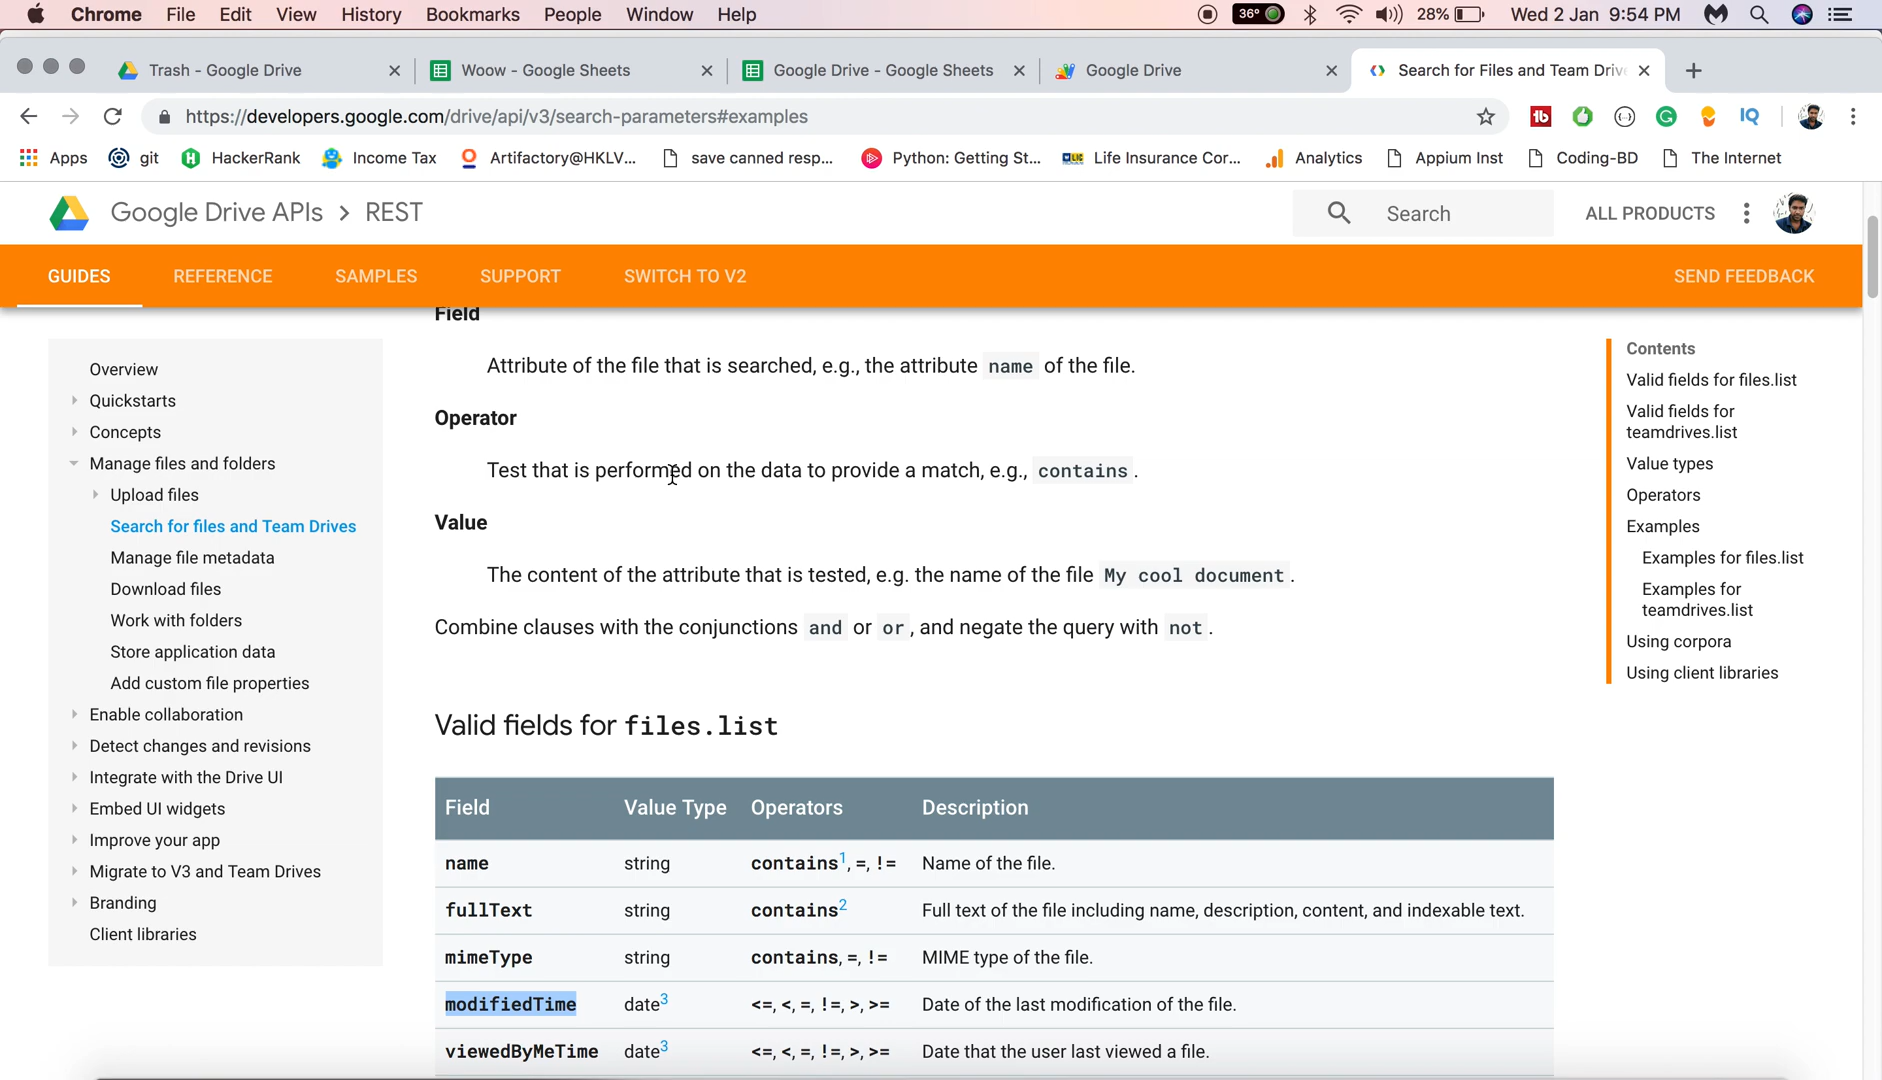 Chrome File Edit View History Bookmarks People Window Help 36° 28% Wed 2 Jan 9:54 PM
Trash - Google Drive
Woow - Google Sheets
Google Drive - Google Sheets
Google Drive
Search for Files and Team Drive
https://developers.google.com/drive/api/v3/search-parameters#examples
Apps git HackerRank Income Tax Artifactory@HKLV... save canned resp... Python: Getting St... Life Insurance Cor... Analytics Appium Inst Coding-BD The Internet
Google Drive APIs > REST
Search
ALL PRODUCTS
GUIDES REFERENCE SAMPLES SUPPORT SWITCH TO V2 SEND FEEDBACK
Overview
Quickstarts
Concepts
Manage files and folders
Upload files
Search for files and Team Drives
Manage file metadata
Download files
Work with folders
Store application data
Add custom file properties
Enable collaboration
Detect changes and revisions
Integrate with the Drive UI
Embed UI widgets
Improve your app
Migrate to V3 and Team Drives
Branding
Client libraries
Field
Attribute of the file that is searched, e.g., the attribute name of the file.
Operator
Test that is performed on the data to provide a match, e.g., contains.
Value
The content of the attribute that is tested, e.g. the name of the file My cool document.
Combine clauses with the conjunctions and or or, and negate the query with not.
Valid fields for files.list
Field Value Type Operators Description
name string contains1, =, != Name of the file.
fullText string contains2 Full text of the file including name, description, content, and indexable text.
mimeType string contains, =, != MIME type of the file.
modifiedTime date3 <=, <, =, !=, >, >= Date of the last modification of the file.
viewedByMeTime date3 <=, <, =, !=, >, >= Date that the user last viewed a file.
Contents
Valid fields for files.list
Valid fields for
teamdrives.list
Value types
Operators
Examples
Examples for files.list
Examples for
teamdrives.list
Using corpora
Using client libraries